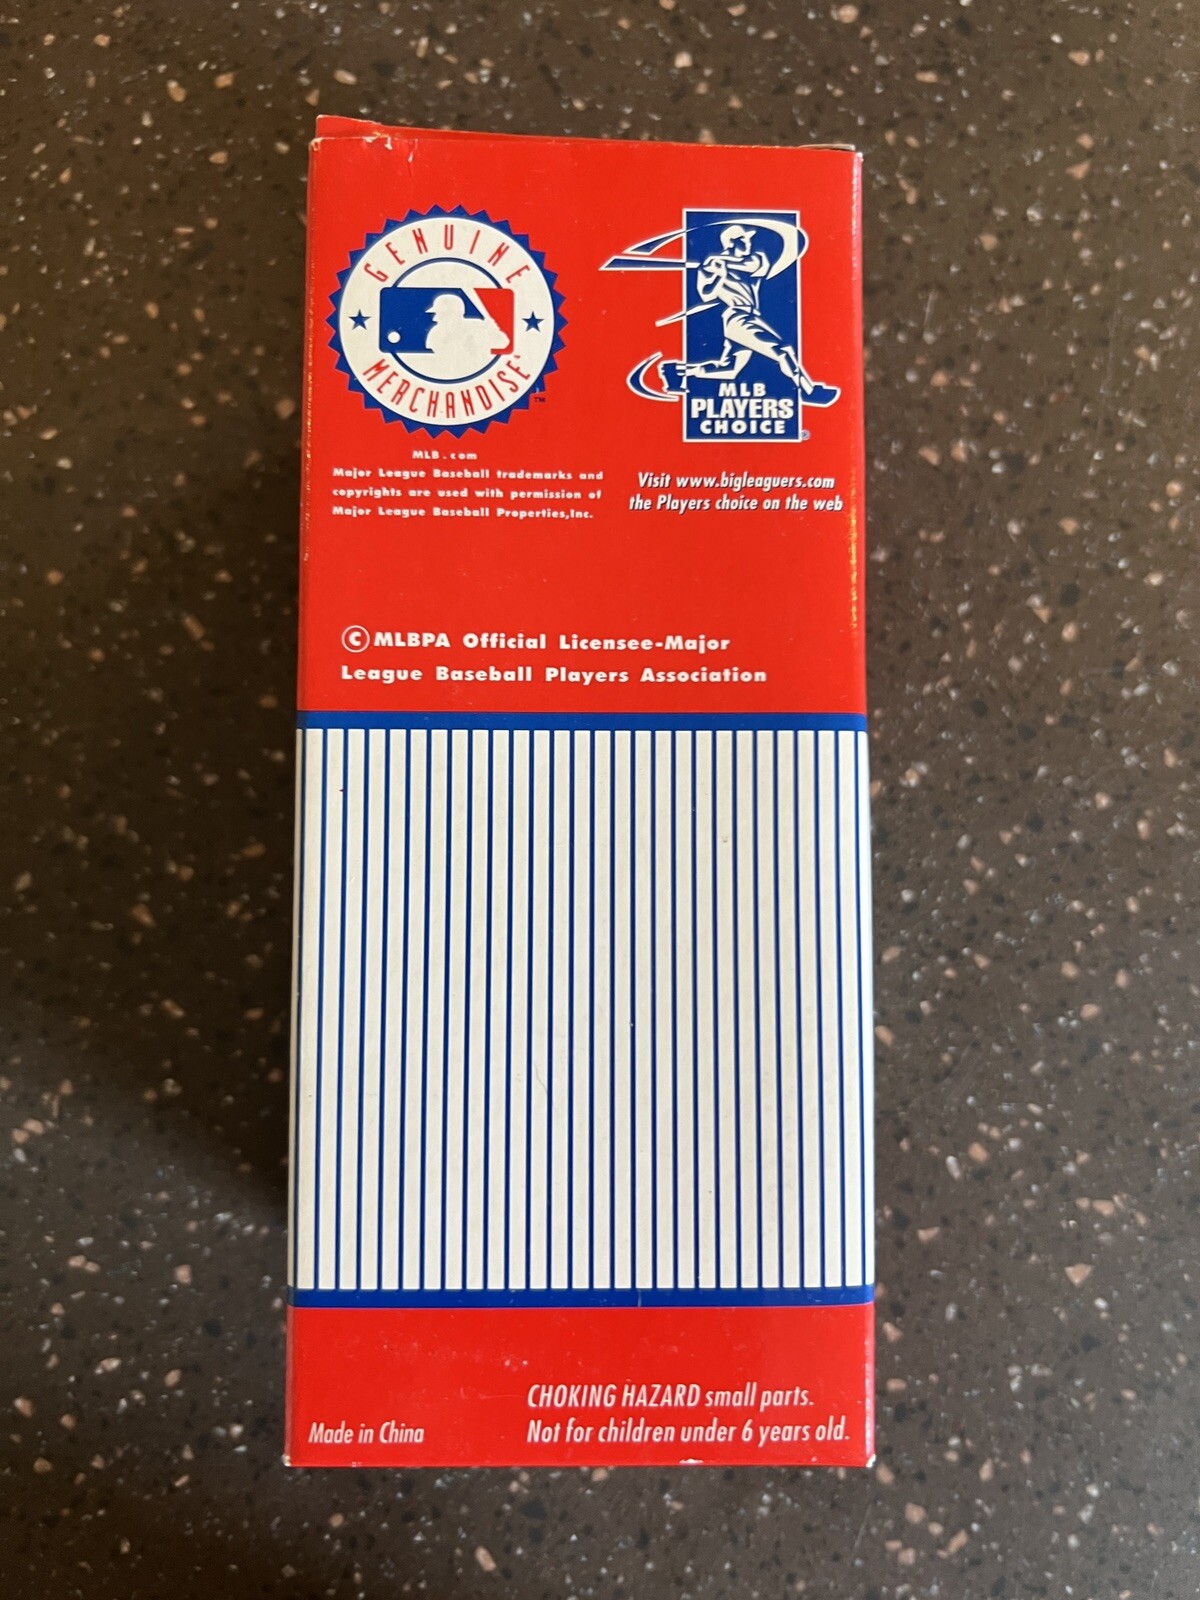 GENUINE
MERCHANDISE™
MLB.com
Major League Baseball trademarks and
copyrights are used with permission of
Major League Baseball Properties,Inc.
MLB
PLAYERS
CHOICE®
Visit www.bigleaguers.com
the Players choice on the web
©MLBPA Official Licensee-Major
League Baseball Players Association
Made in China
CHOKING HAZARD small parts.
Not for children under 6 years old.